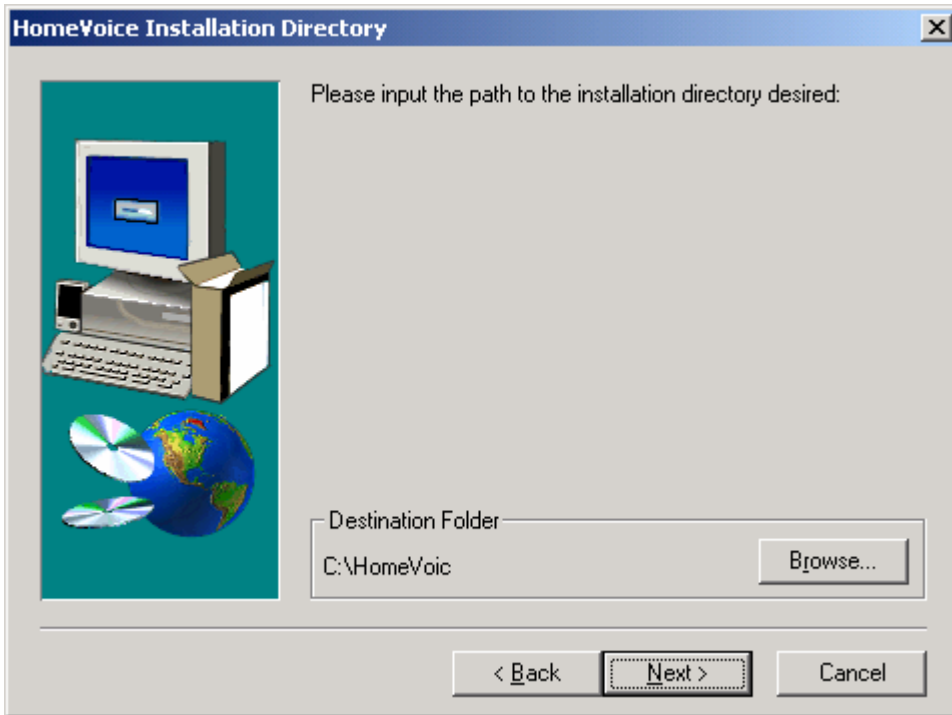 HomeVoice Installation Directory
Please input the path to the installation directory desired:
Destination Folder
C:\HomeVoic
Browse...
< Back
Next >
Cancel